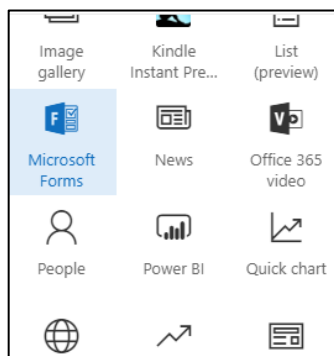 Image Kindle List
gallery Instant Pre... (preview)
F V
Microsoft News Office 365
Forms video
People Power BI Quick chart